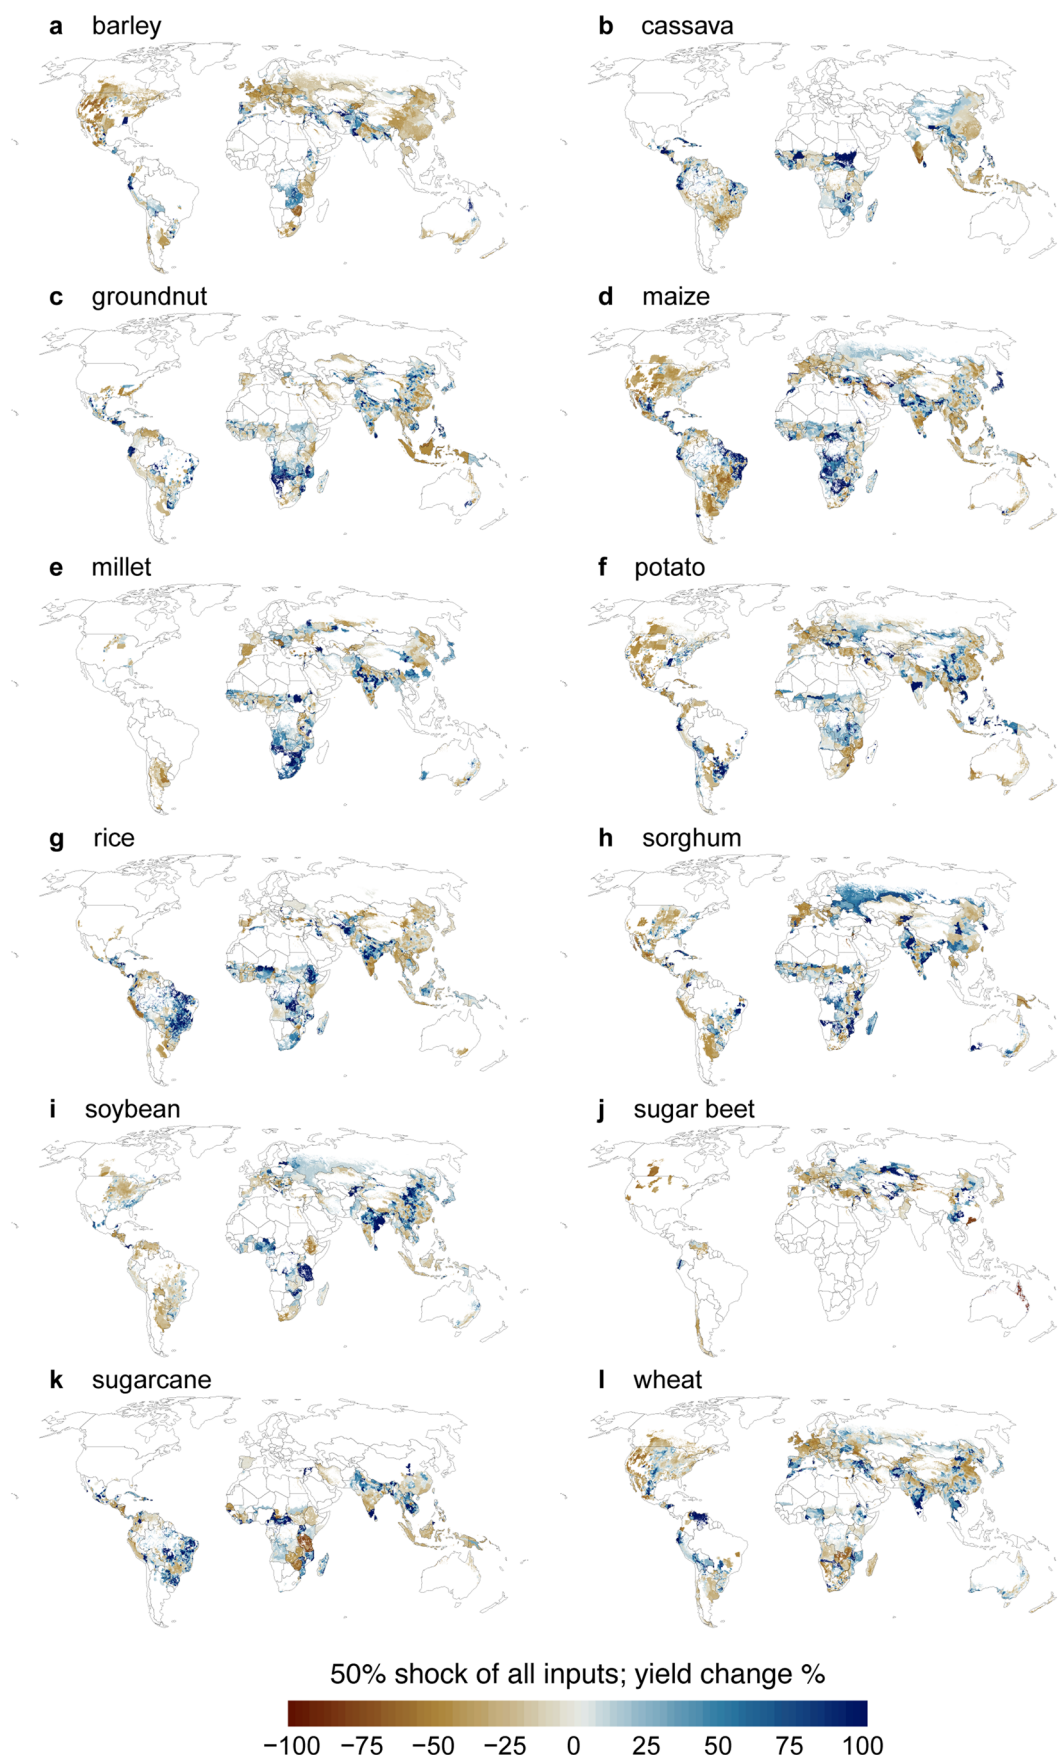 a barley
b cassava
c groundnut
d maize
e millet
f potato
g rice
h sorghum
i soybean
j sugar beet
k sugarcane
l wheat
50% shock of all inputs; yield change %
−100 −75 −50 −25 0 25 50 75 100